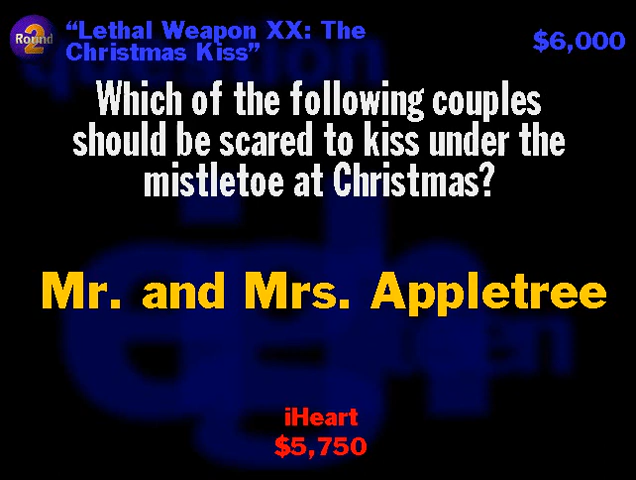 Round 2
“Lethal Weapon XX: The
Christmas Kiss”
$6,000
Which of the following couples
should be scared to kiss under the
mistletoe at Christmas?
Mr. and Mrs. Appletree
iHeart
$5,750